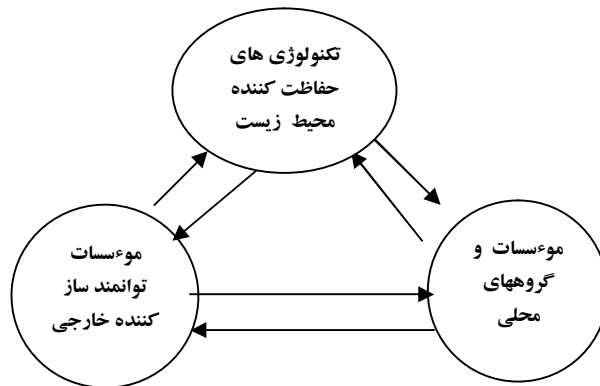 تکنولوژی های
حفاظت کننده
محیط زیست
موءسسات و
گروههای
محلی
موءسسات
توانمند ساز
کننده خارجی